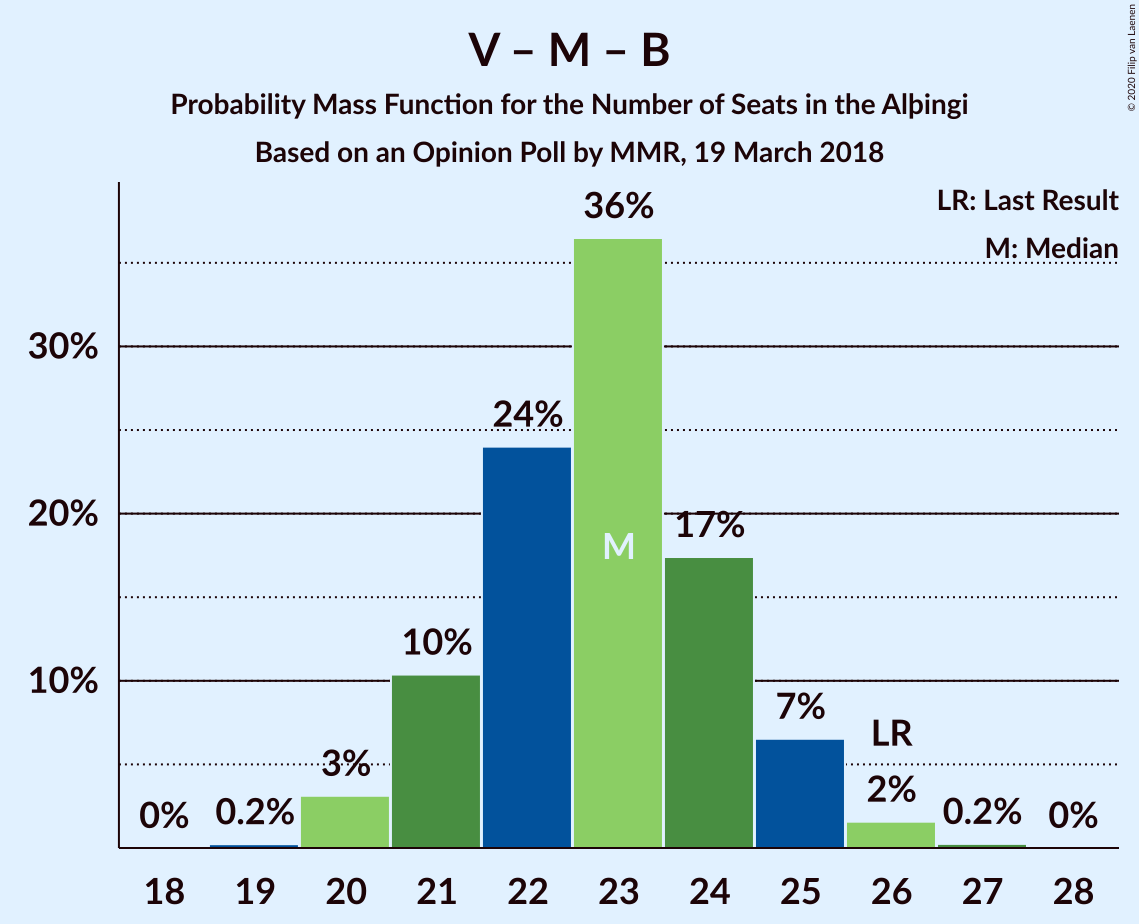 V – M – B
Probability Mass Function for the Number of Seats in the Alþingi
Based on an Opinion Poll by MMR, 19 March 2018
© 2020 Filip van Laenen
LR: Last Result
M: Median
30%
20%
10%
0%
0.2%
3%
10%
24%
36%
M
17%
7%
LR
2%
0.2%
0%
18 19 20 21 22 23 24 25 26 27 28